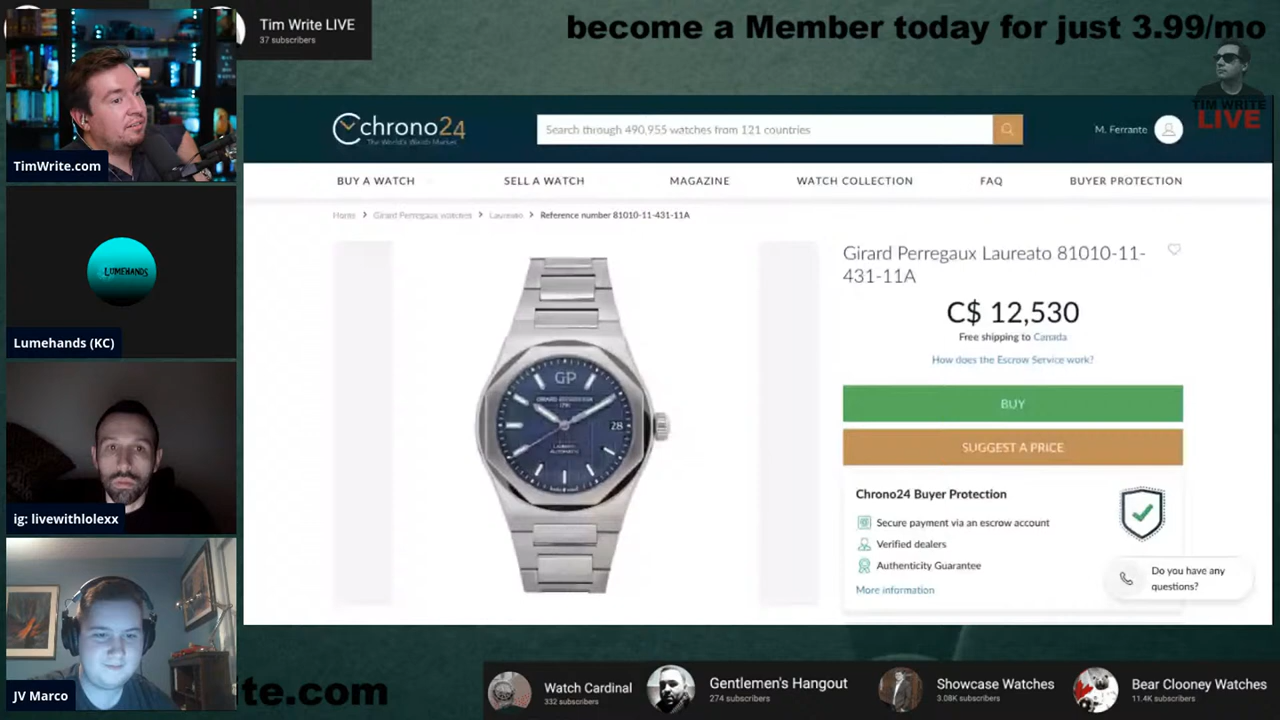 Tim Write LIVE
37 subscribers
become a Member today for just 3.99/mo
TIM WRITE
LIVE
TimWrite.com
LUMEHANDS
Lumehands (KC)
ig: livewithlolexx
JV Marco
chrono24
The World's Watch Market
Search through 490,955 watches from 121 countries
M. Ferrante
BUY A WATCH
SELL A WATCH
MAGAZINE
WATCH COLLECTION
FAQ
BUYER PROTECTION
Home > Girard Perregaux watches > Laureato > Reference number 81010-11-431-11A
GP
28
LAUREATO
AUTOMATIC
Girard Perregaux Laureato 81010-11-
431-11A
C$ 12,530
Free shipping to Canada
How does the Escrow Service work?
BUY
SUGGEST A PRICE
Chrono24 Buyer Protection
Secure payment via an escrow account
Verified dealers
Authenticity Guarantee
More information
Do you have any
questions?
te.com
Watch Cardinal
332 subscribers
Gentlemen's Hangout
274 subscribers
Showcase Watches
3.08K subscribers
Bear Clooney Watches
11.4K subscribers